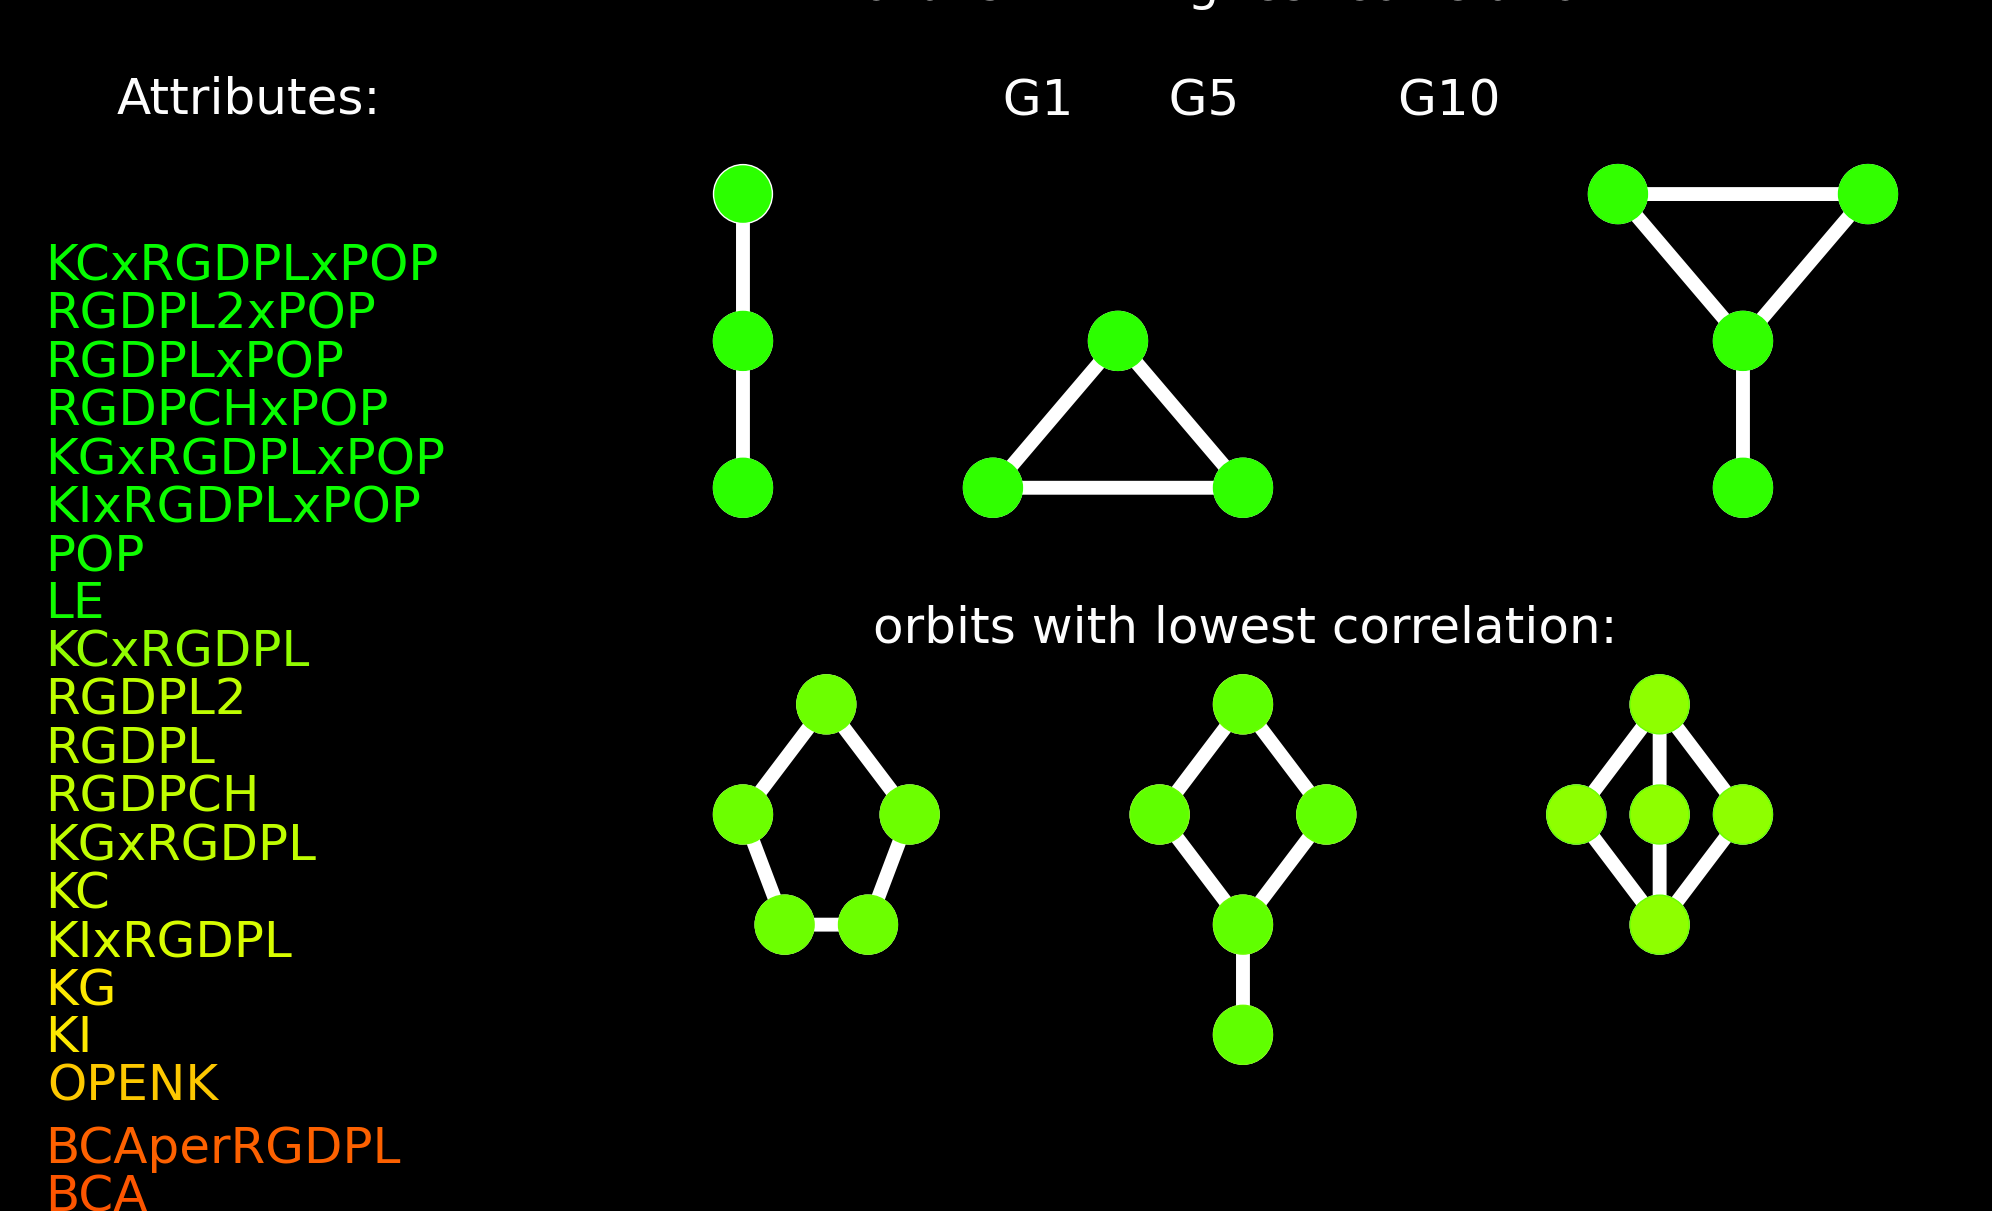 Attributes:
G1 G5 G10
KCxRGDPLxPOP
RGDPL2xPOP
RGDPLxPOP
RGDPCHxPOP
KGxRGDPLxPOP
KIxRGDPLxPOP
POP
LE
KCxRGDPL
RGDPL2
RGDPL
RGDPCH
KGxRGDPL
KC
KIxRGDPL
KG
KI
OPENK
BCAperRGDPL
BCA
orbits with lowest correlation: